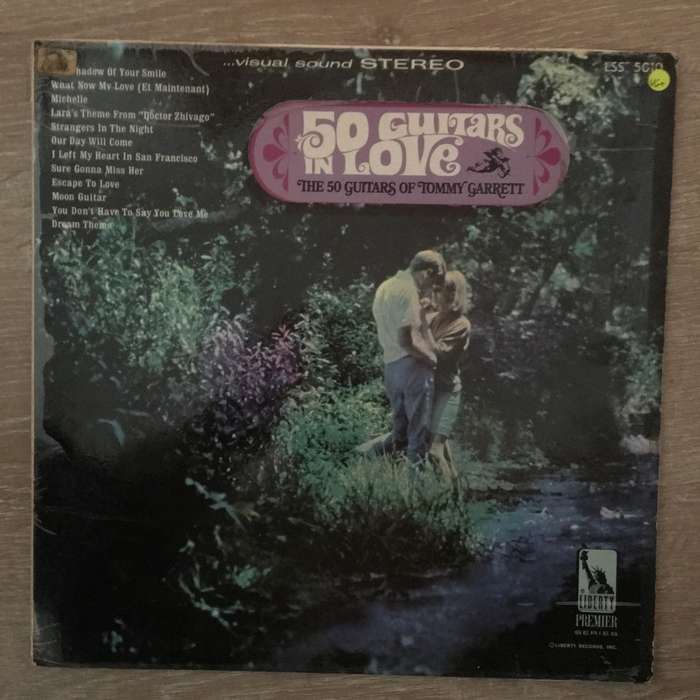 ...visual sound STEREO
LSS 5010
Shadow Of Your Smile
What Now My Love (Et Maintenant)
Michelle
Lara's Theme From "Doctor Zhivago"
Strangers In The Night
Our Day Will Come
I Left My Heart In San Francisco
Sure Gonna Miss Her
Escape To Love
Moon Guitar
You Don't Have To Say You Love Me
Dream Theme
50 GUITARS
IN LOVE
THE 50 GUITARS OF TOMMY GARRETT
LIBERTY
PREMIER
SERIES
©LIBERTY RECORDS, INC.